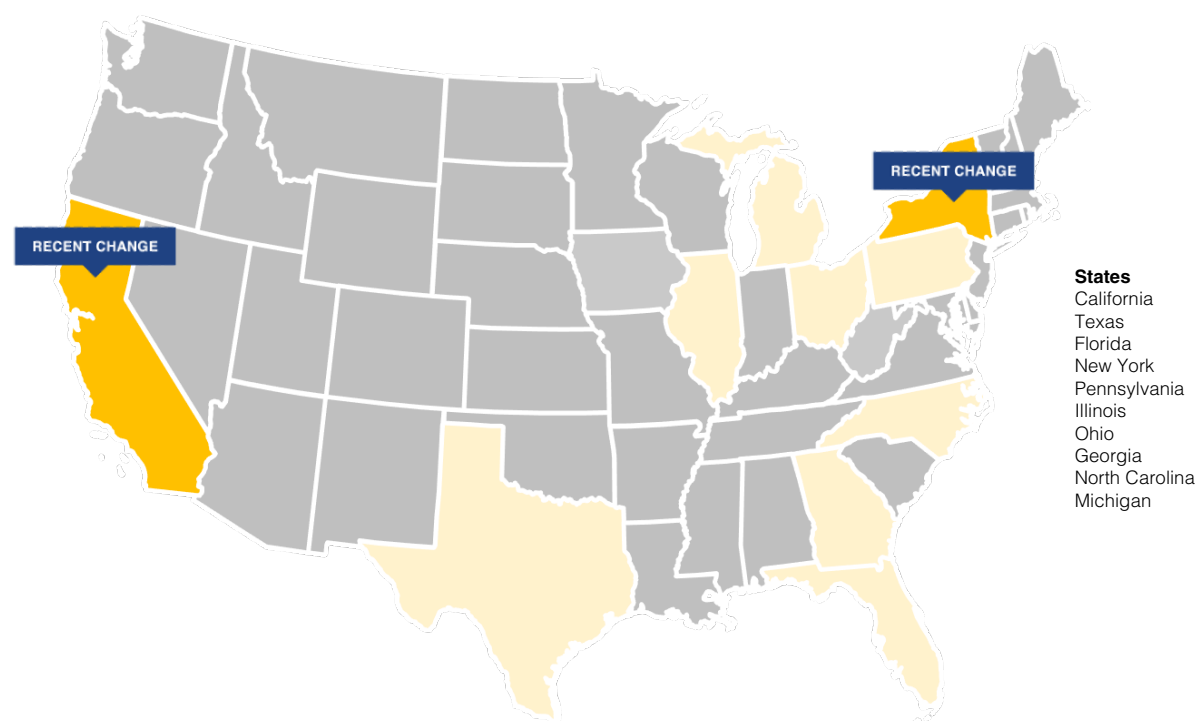 RECENT CHANGE
RECENT CHANGE
States
California
Texas
Florida
New York
Pennsylvania
Illinois
Ohio
Georgia
North Carolina
Michigan